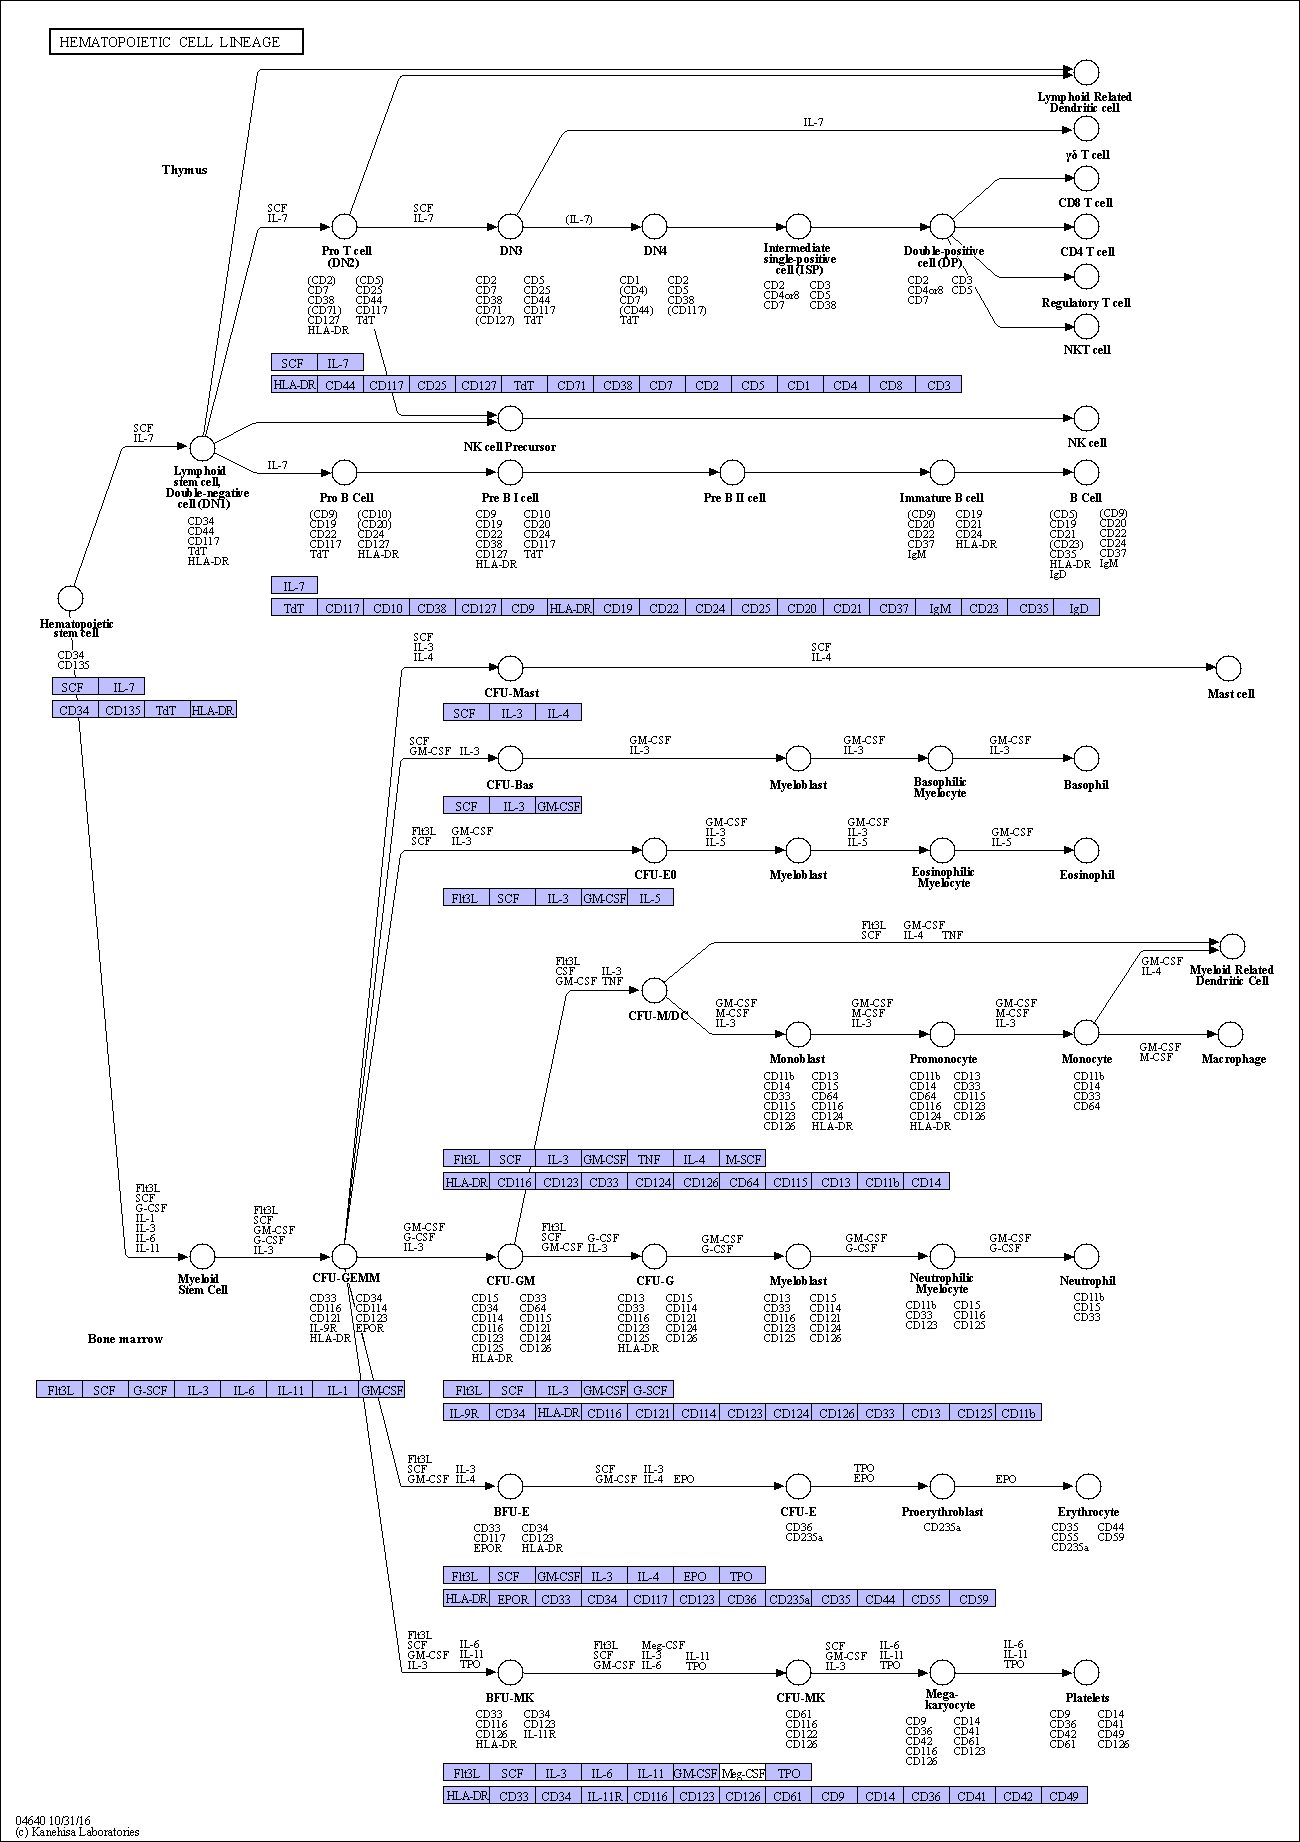 HEMATOPOIETIC CELL LINEAGE
Lymphoid Related
Dendritic cell
IL-7
γδ T cell
Thymus
CD8 T cell
SCF
IL-7
SCF
IL-7
(IL-7)
Pro T cell
(DN2)
DN3
DN4
Intermediate
single-positive
cell (ISP)
Double-positive
cell (DP)
CD4 T cell
(CD2) (CD5)
CD7 CD25
CD38 CD44
(CD71) CD117
CD127 TdT
HLA-DR
CD2 CD5
CD7 CD25
CD38 CD44
CD71 CD117
(CD127) TdT
CD1 CD2
(CD4) CD5
CD7 CD38
(CD44) (CD117)
TdT
CD2 CD3
CD4or8 CD5
CD7 CD38
CD2 CD3
CD4or8 CD5
CD7
Regulatory T cell
NKT cell
SCF IL-7
HLA-DR CD44 CD117 CD25 CD127 TdT CD71 CD38 CD7 CD2 CD5 CD1 CD4 CD8 CD3
SCF
IL-7
NK cell Precursor
NK cell
Lymphoid
stem cell,
Double-negative
cell (DN1)
CD34
CD44
CD117
TdT
HLA-DR
IL-7
Pro B Cell
Pre B I cell
Pre B II cell
Immature B cell
B Cell
(CD9) (CD10)
CD19 (CD20)
CD22 CD24
CD117 CD127
TdT HLA-DR
CD9 CD10
CD19 CD20
CD22 CD24
CD38 CD117
CD127 TdT
HLA-DR
(CD9) CD19
CD20 CD21
CD22 CD24
CD37 HLA-DR
IgM
(CD5) (CD9)
CD19 CD20
CD21 CD22
(CD23) CD24
CD35 CD37
HLA-DR IgM
IgD
IL-7
TdT CD117 CD10 CD38 CD127 CD9 HLA-DR CD19 CD22 CD24 CD25 CD20 CD21 CD37 IgM CD23 CD35 IgD
Hematopoietic
stem cell
CD34
CD135
SCF IL-7
CD34 CD135 TdT HLA-DR
SCF
IL-3
IL-4
SCF
IL-4
CFU-Mast
Mast cell
SCF IL-3 IL-4
SCF
GM-CSF IL-3
GM-CSF
IL-3
GM-CSF
IL-3
GM-CSF
IL-3
CFU-Bas
Myeloblast
Basophilic
Myelocyte
Basophil
SCF IL-3 GM-CSF
Flt3L GM-CSF
SCF IL-3
GM-CSF
IL-3
IL-5
GM-CSF
IL-3
IL-5
GM-CSF
IL-5
CFU-E0
Myeloblast
Eosinophilic
Myelocyte
Eosinophil
Flt3L SCF IL-3 GM-CSF IL-5
Flt3L GM-CSF
SCF IL-4 TNF
Flt3L
CSF IL-3
GM-CSF TNF
GM-CSF
IL-4
Myeloid Related
Dendritic Cell
CFU-M/DC
GM-CSF
M-CSF
IL-3
GM-CSF
M-CSF
IL-3
GM-CSF
M-CSF
IL-3
GM-CSF
M-CSF
Monoblast
Promonocyte
Monocyte
Macrophage
CD11b CD13
CD14 CD15
CD33 CD64
CD115 CD116
CD123 CD124
CD126 HLA-DR
CD11b CD13
CD14 CD33
CD64 CD115
CD116 CD123
CD124 CD126
HLA-DR
CD11b
CD14
CD33
CD64
Flt3L SCF IL-3 GM-CSF TNF IL-4 M-SCF
HLA-DR CD116 CD123 CD33 CD124 CD126 CD64 CD115 CD13 CD11b CD14
Flt3L
SCF
G-CSF
IL-1
IL-3
IL-6
IL-11
Flt3L
SCF
GM-CSF
G-CSF
IL-3
GM-CSF
G-CSF
IL-3
Flt3L
SCF G-CSF
GM-CSF IL-3
GM-CSF
G-CSF
GM-CSF
G-CSF
GM-CSF
G-CSF
Myeloid
Stem Cell
CFU-GEMM
CFU-GM
CFU-G
Myeloblast
Neutrophilic
Myelocyte
Neutrophil
CD33 CD34
CD116 CD114
CD121 CD123
IL-9R EPOR
HLA-DR
CD15 CD33
CD34 CD64
CD114 CD115
CD116 CD121
CD123 CD124
CD125 CD126
HLA-DR
CD13 CD15
CD33 CD114
CD116 CD121
CD123 CD124
CD125 CD126
HLA-DR
CD13 CD15
CD33 CD114
CD116 CD121
CD123 CD124
CD125 CD126
CD11b CD15
CD33 CD116
CD123 CD125
CD11b
CD15
CD33
Bone marrow
Flt3L SCF G-SCF IL-3 IL-6 IL-11 IL-1 GM-CSF
Flt3L SCF IL-3 GM-CSF G-SCF
IL-9R CD34 HLA-DR CD116 CD121 CD114 CD123 CD124 CD126 CD33 CD13 CD125 CD11b
Flt3L
SCF IL-3
GM-CSF IL-4
SCF IL-3
GM-CSF IL-4 EPO
TPO
EPO
EPO
BFU-E
CFU-E
Proerythroblast
Erythrocyte
CD33 CD34
CD117 CD123
EPOR HLA-DR
CD36
CD235a
CD235a
CD35 CD44
CD55 CD59
CD235a
Flt3L SCF GM-CSF IL-3 IL-4 EPO TPO
HLA-DR EPOR CD33 CD34 CD117 CD123 CD36 CD235a CD35 CD44 CD55 CD59
Flt3L
SCF IL-6
GM-CSF IL-11
IL-3 TPO
Flt3L Meg-CSF
SCF IL-3 IL-11
GM-CSF IL-6 TPO
SCF IL-6
GM-CSF IL-11
IL-3 TPO
IL-6
IL-11
TPO
BFU-MK
CFU-MK
Mega-
karyocyte
Platelets
CD33 CD34
CD116 CD123
CD126 IL-11R
HLA-DR
CD61
CD116
CD122
CD126
CD9 CD14
CD36 CD41
CD42 CD61
CD116 CD123
CD126
CD9 CD14
CD36 CD41
CD42 CD49
CD61 CD126
Flt3L SCF IL-3 IL-6 IL-11 GM-CSF Meg-CSF TPO
HLA-DR CD33 CD34 IL-11R CD116 CD123 CD126 CD61 CD9 CD14 CD36 CD41 CD42 CD49
04640 10/31/16
(c) Kanehisa Laboratories